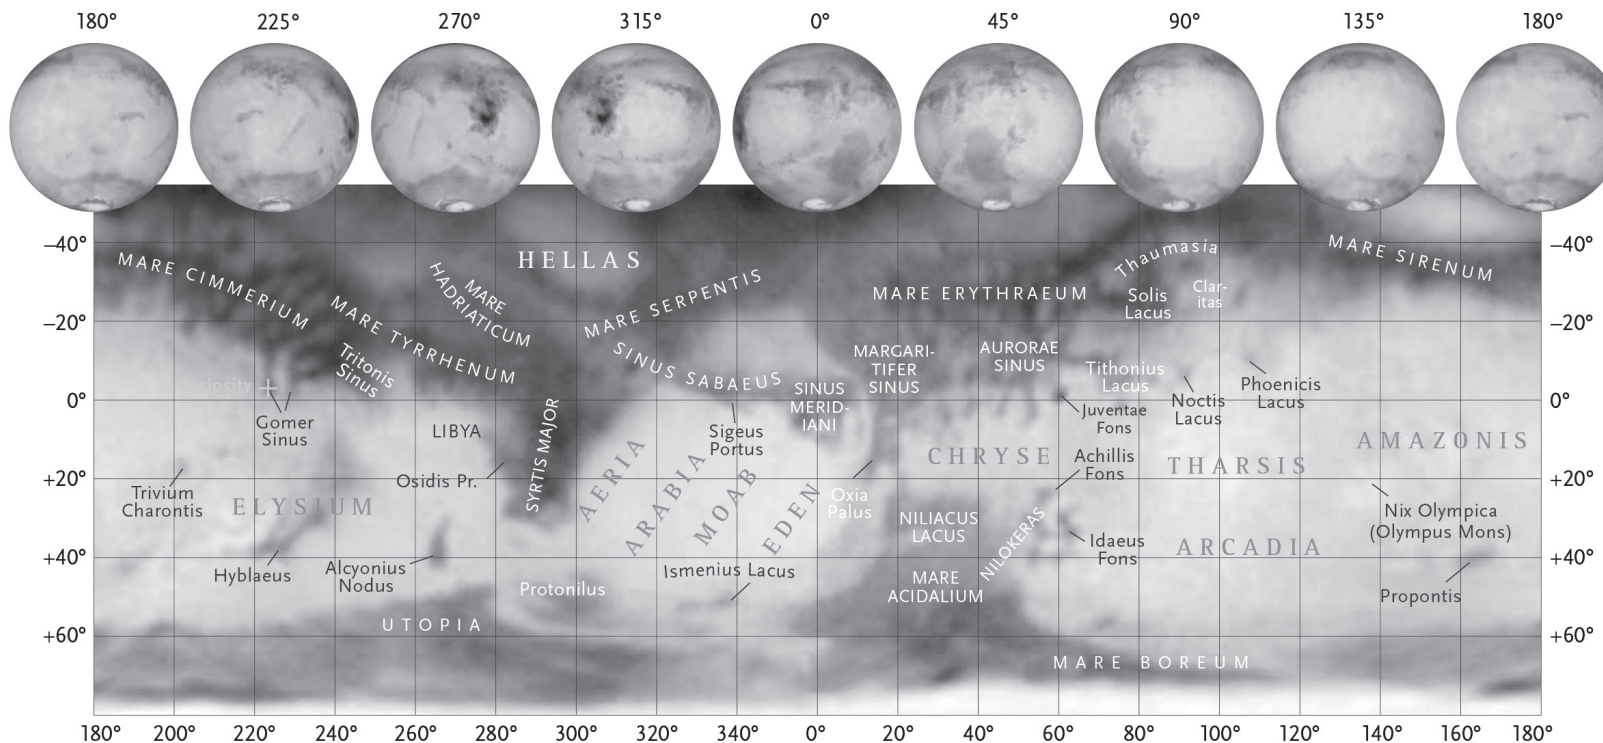 180° 225° 270° 315° 0° 45° 90° 135° 180°
–40° –40°
–20° –20°
0° 0°
+20° +20°
+40° +40°
+60° +60°
MARE CIMMERIUM
MARE TYRRHENUM
MARE
HADRIATICUM
HELLAS
MARE SERPENTIS
SINUS SABAEUS
MARE ERYTHRAEUM
Thaumasia
Solis
Lacus
Clar-
itas
MARE SIRENUM
Curiosity
Gomer
Sinus
Tritonis
Sinus
LIBYA
SYRTIS MAJOR
Osidis Pr.
AERIA
ARABIA
MOAB
EDEN
Sigeus
Portus
SINUS
MERID-
IANI
MARGARI-
TIFER
SINUS
AURORAE
SINUS
Tithonius
Lacus
Juventae
Fons
Noctis
Lacus
Phoenicis
Lacus
Trivium
Charontis
ELYSIUM
Hyblaeus
Alcyonius
Nodus
Protonilus
UTOPIA
Ismenius Lacus
Oxia
Palus
CHRYSE
Achillis
Fons
NILIACUS
LACUS
NILOKERAS
Idaeus
Fons
MARE
ACIDALIUM
MARE BOREUM
THARSIS
AMAZONIS
ARCADIA
Nix Olympica
(Olympus Mons)
Propontis
180° 200° 220° 240° 260° 280° 300° 320° 340° 0° 20° 40° 60° 80° 100° 120° 140° 160° 180°